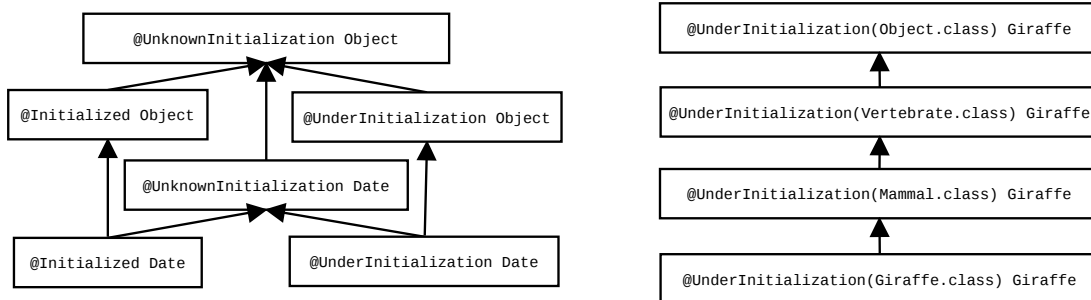 @UnknownInitialization Object
@Initialized Object
@UnderInitialization Object
@UnknownInitialization Date
@Initialized Date
@UnderInitialization Date
@UnderInitialization(Object.class) Giraffe
@UnderInitialization(Vertebrate.class) Giraffe
@UnderInitialization(Mammal.class) Giraffe
@UnderInitialization(Giraffe.class) Giraffe